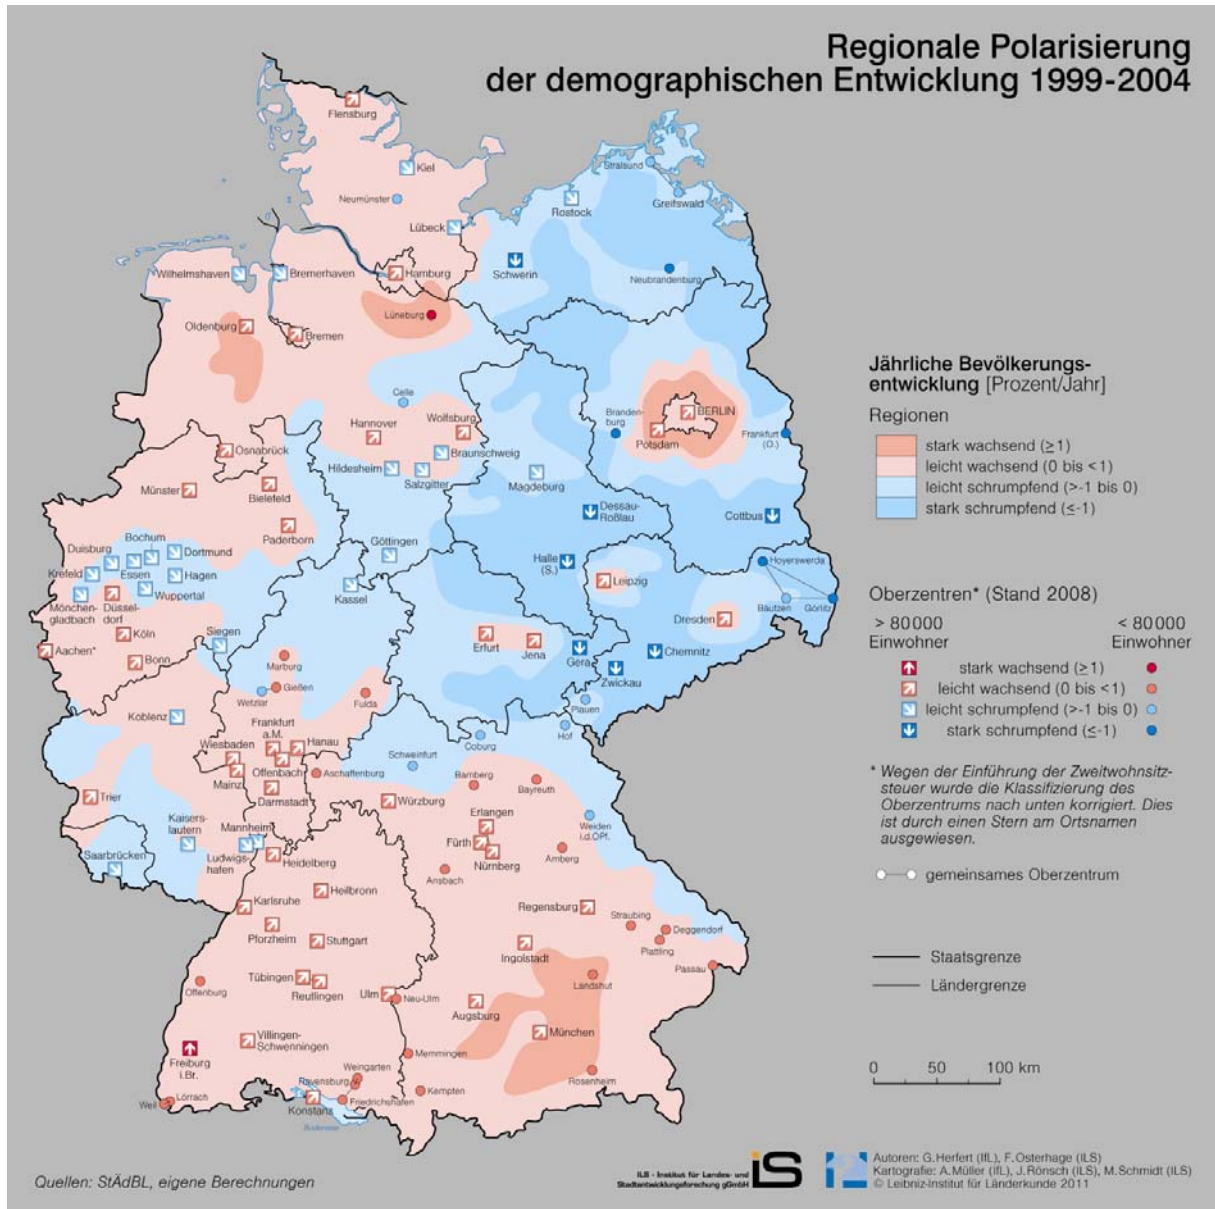 Regionale Polarisierung
der demographischen Entwicklung 1999-2004
Flensburg
Kiel
Neumünster
Lübeck
Stralsund
Greifswald
Rostock
Schwerin
Neubrandenburg
Wilhelmshaven
Bremerhaven
Hamburg
Lüneburg
Oldenburg
Bremen
Celle
Hannover
Wolfsburg
Branden-
burg
BERLIN
Potsdam
Frankfurt
(O.)
Osnabrück
Hildesheim
Braunschweig
Salzgitter
Magdeburg
Münster
Bielefeld
Dessau-
Roßlau
Cottbus
Paderborn
Bochum
Duisburg
Dortmund
Göttingen
Halle
(S.)
Hoyerswerda
Krefeld
Essen
Hagen
Leipzig
Wuppertal
Kassel
Mönchen-
gladbach
Düssel-
dorf
Bautzen
Görlitz
Dresden
Köln
Siegen
Erfurt
Jena
Gera
Chemnitz
Aachen*
Bonn
Marburg
Zwickau
Wetzlar
Gießen
Fulda
Plauen
Koblenz
Frankfurt
a.M.
Hanau
Hof
Wiesbaden
Schweinfurt
Coburg
Offenbach
Mainz
Aschaffenburg
Bamberg
Bayreuth
Darmstadt
Trier
Würzburg
Kaisers-
lautern
Mannheim
Erlangen
Weiden
i.d.OPf.
Fürth
Saarbrücken
Ludwigs-
hafen
Heidelberg
Nürnberg
Amberg
Ansbach
Heilbronn
Karlsruhe
Regensburg
Straubing
Deggendorf
Pforzheim
Stuttgart
Plattling
Ingolstadt
Passau
Tübingen
Reutlingen
Landshut
Offenburg
Ulm
Neu-Ulm
Augsburg
München
Villingen-
Schwenningen
Freiburg
i.Br.
Memmingen
Weingarten
Ravensburg
Rosenheim
Kempten
Weil
Lörrach
Konstanz
Friedrichshafen
Bodensee
Jährliche Bevölkerungs-
entwicklung [Prozent/Jahr]
Regionen
stark wachsend (≥1)
leicht wachsend (0 bis <1)
leicht schrumpfend (>-1 bis 0)
stark schrumpfend (≤-1)
Oberzentren* (Stand 2008)
> 80000 < 80000
Einwohner Einwohner
stark wachsend (≥1)
leicht wachsend (0 bis <1)
leicht schrumpfend (>-1 bis 0)
stark schrumpfend (≤-1)
* Wegen der Einführung der Zweitwohnsitz-
steuer wurde die Klassifizierung des
Oberzentrums nach unten korrigiert. Dies
ist durch einen Stern am Ortsnamen
ausgewiesen.
gemeinsames Oberzentrum
Staatsgrenze
Ländergrenze
0 50 100 km
Quellen: StÄdBL, eigene Berechnungen
ILS - Institut für Landes- und
Stadtentwicklungsforschung gGmbH
iLS
Autoren: G.Herfert (IfL), F.Osterhage (ILS)
Kartografie: A.Müller (IfL), J.Rönsch (ILS), M.Schmidt (ILS)
© Leibniz-Institut für Länderkunde 2011